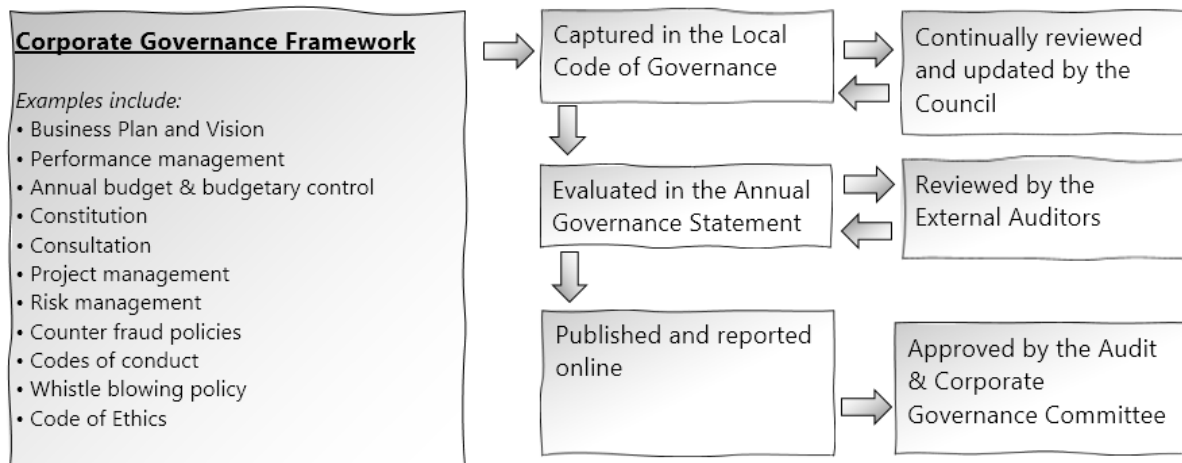 Corporate Governance Framework
Examples include:
• Business Plan and Vision
• Performance management
• Annual budget & budgetary control
• Constitution
• Consultation
• Project management
• Risk management
• Counter fraud policies
• Codes of conduct
• Whistle blowing policy
• Code of Ethics
Captured in the Local
Code of Governance
Continually reviewed
and updated by the
Council
Evaluated in the Annual
Governance Statement
Reviewed by the
External Auditors
Published and reported
online
Approved by the Audit
& Corporate
Governance Committee